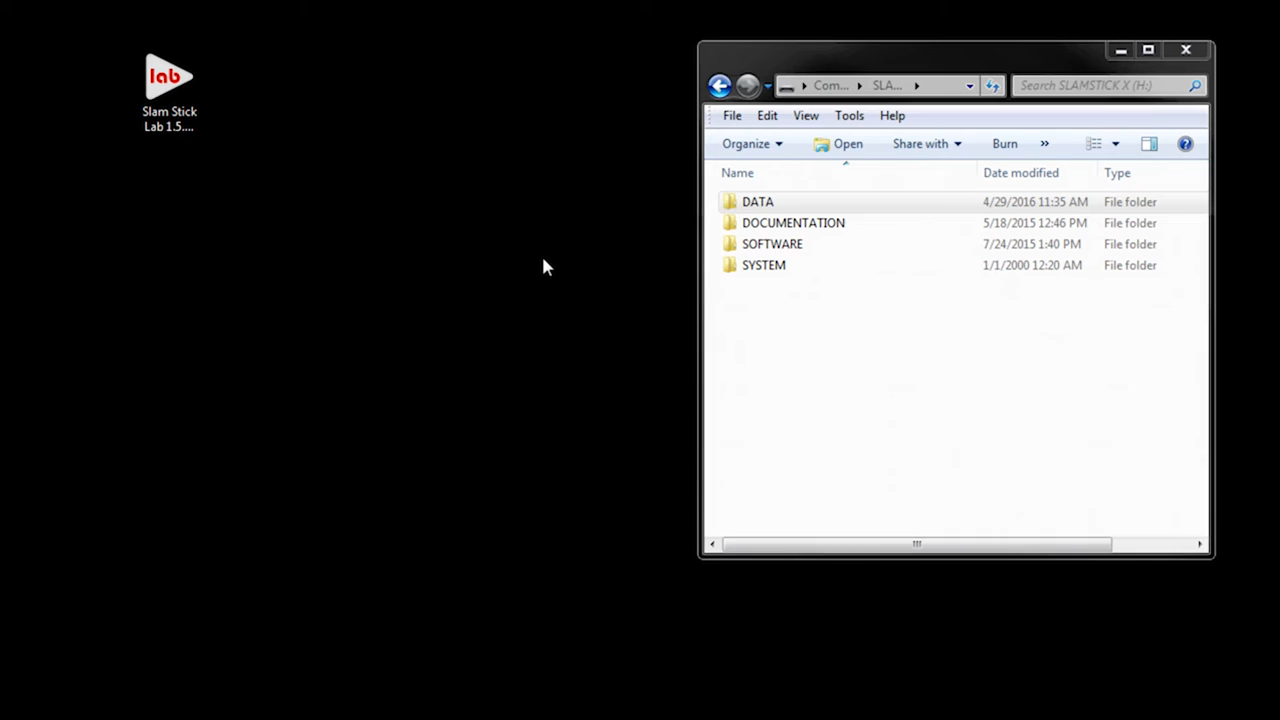 lab
Slam Stick
Lab 1.5....
Com... SLA... Search SLAMSTICK X (H:)
File Edit View Tools Help
Organize Open Share with Burn »
Name Date modified Type
DATA 4/29/2016 11:35 AM File folder
DOCUMENTATION 5/18/2015 12:46 PM File folder
SOFTWARE 7/24/2015 1:40 PM File folder
SYSTEM 1/1/2000 12:20 AM File folder